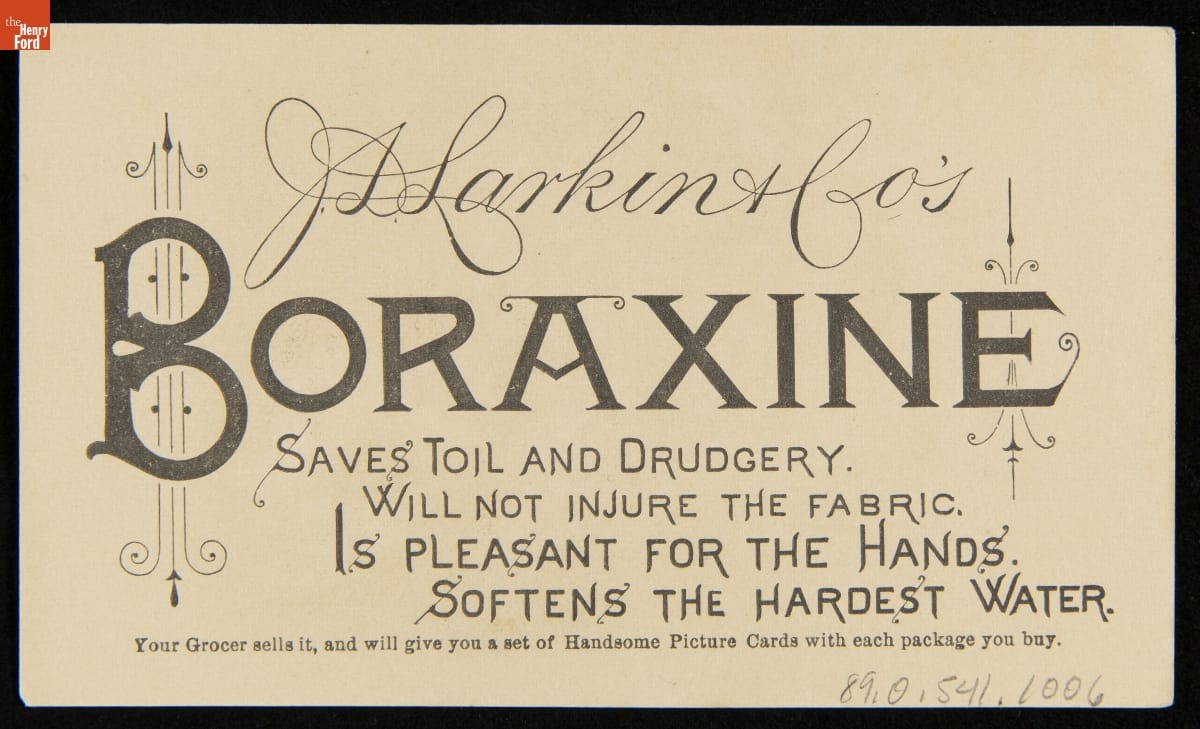 the
Henry
Ford
J.D. Larkin & Co's
BORAXINE
SAVES TOIL AND DRUDGERY.
WILL NOT INJURE THE FABRIC.
IS PLEASANT FOR THE HANDS.
SOFTENS THE HARDEST WATER.
Your Grocer sells it, and will give you a set of Handsome Picture Cards with each package you buy.
89.0.541.1006